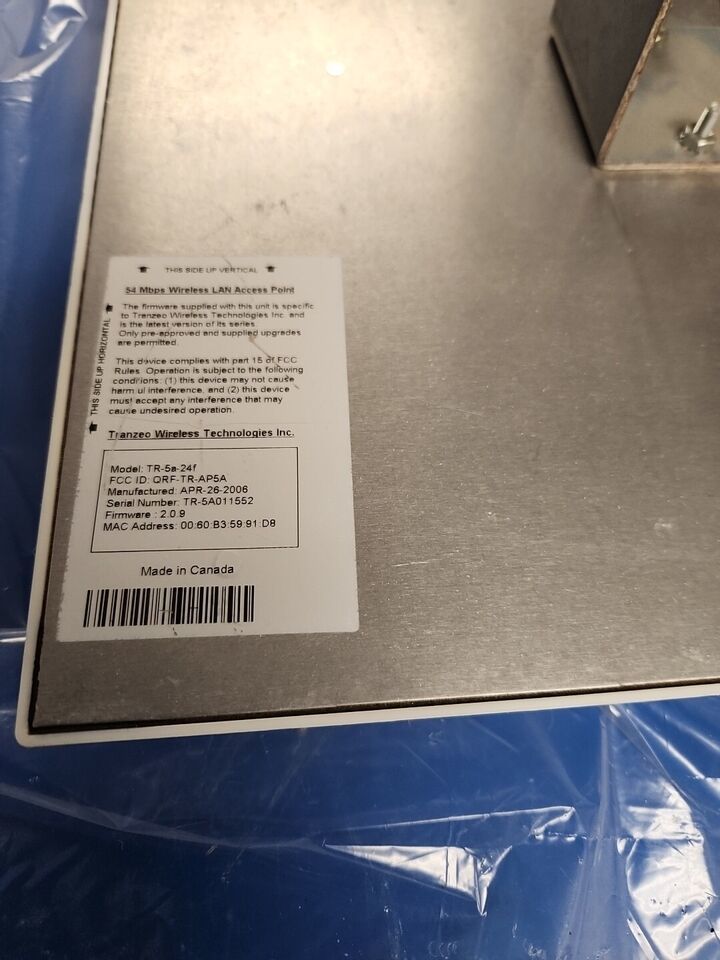 THIS SIDE UP VERTICAL
54 Mbps Wireless LAN Access Point
The firmware supplied with this unit is specific
to Tranzeo Wireless Technologies Inc. and
is the latest version of its series.
Only pre-approved and supplied upgrades
are permitted.
This device complies with part 15 of FCC
Rules. Operation is subject to the following
conditions: (1) this device may not cause
harm ul interference, and (2) this device
must accept any interference that may
cause undesired operation.
THIS SIDE UP HORIZONTAL
Tranzeo Wireless Technologies Inc.
Model: TR-5a-24f
FCC ID: QRF-TR-AP5A
Manufactured: APR-26-2006
Serial Number: TR-5A011552
Firmware : 2.0.9
MAC Address: 00:60:B3:59:91:D8
Made in Canada